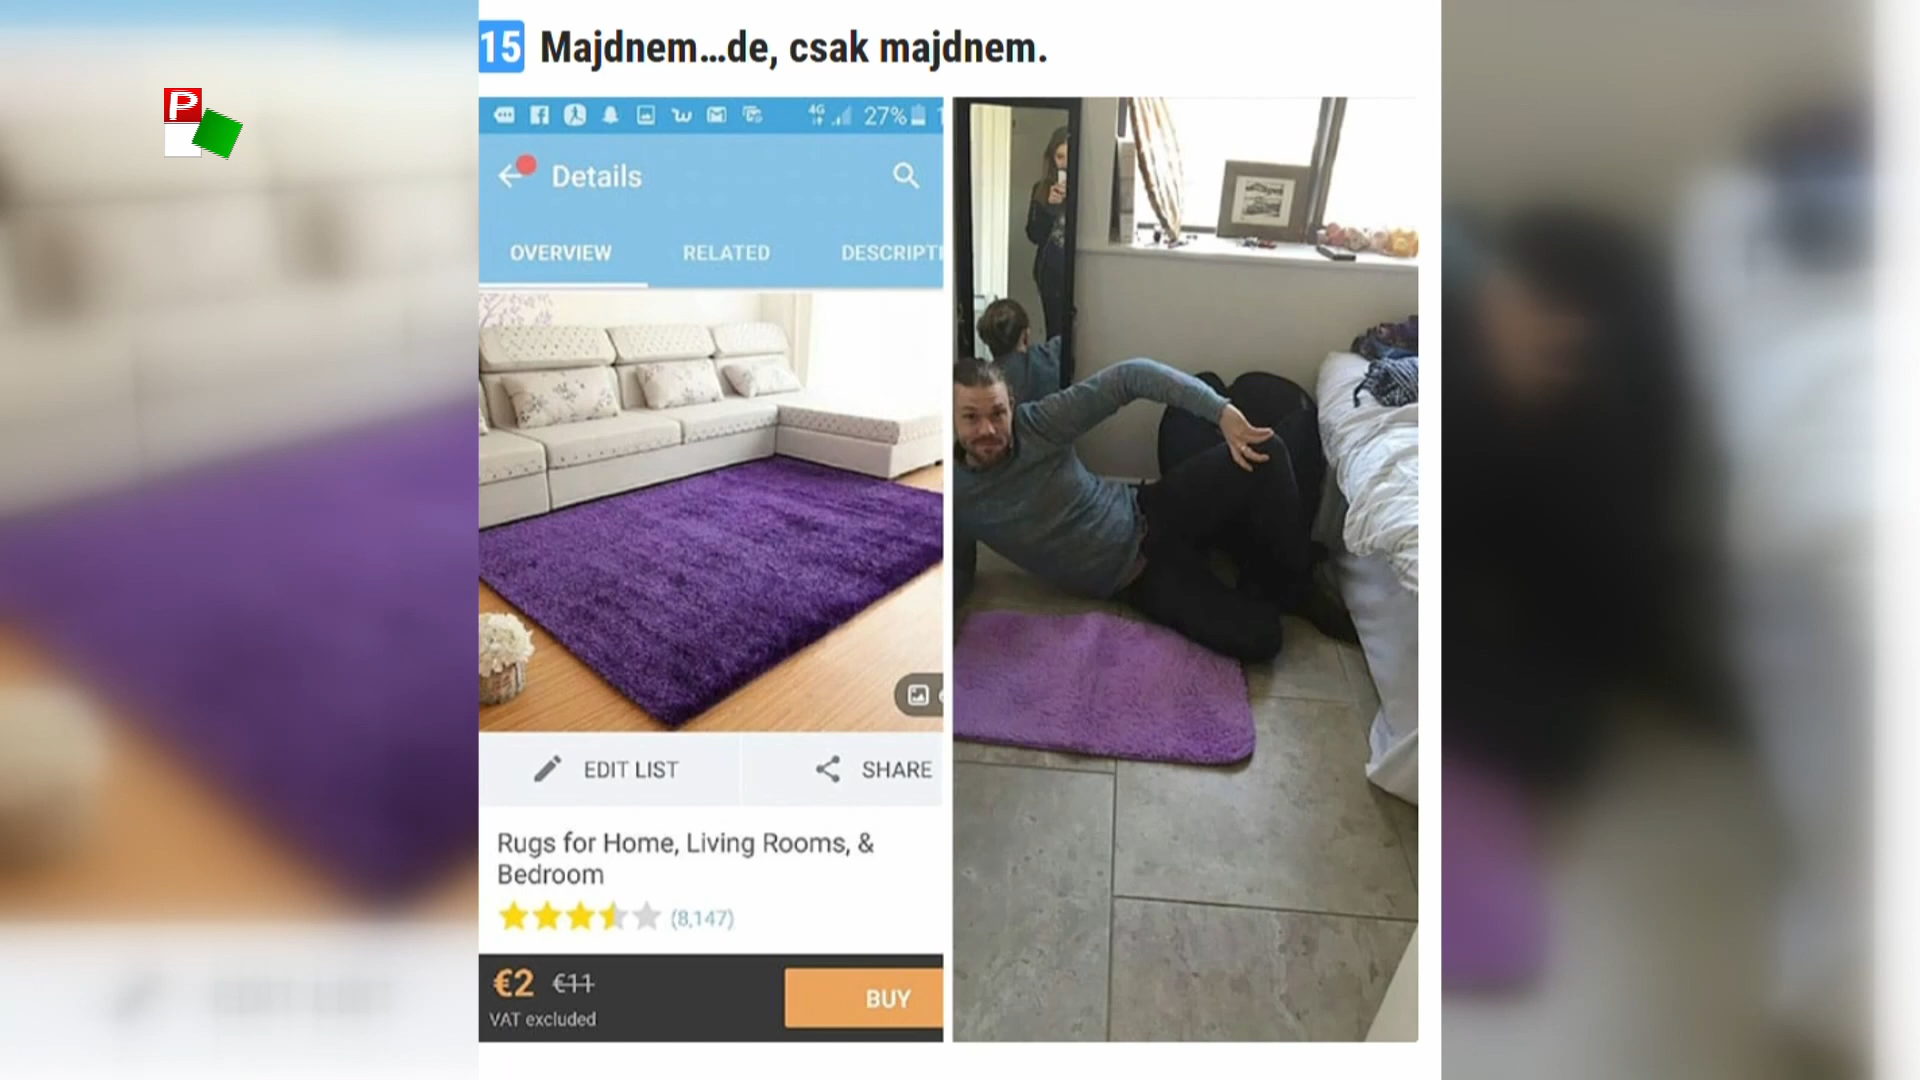 15 Majdnem...de, csak majdnem.
P
4G 27%
Details
OVERVIEW RELATED DESCRIPTI
EDIT LIST SHARE
Rugs for Home, Living Rooms, &
Bedroom
(8,147)
€2 €11
VAT excluded
BUY